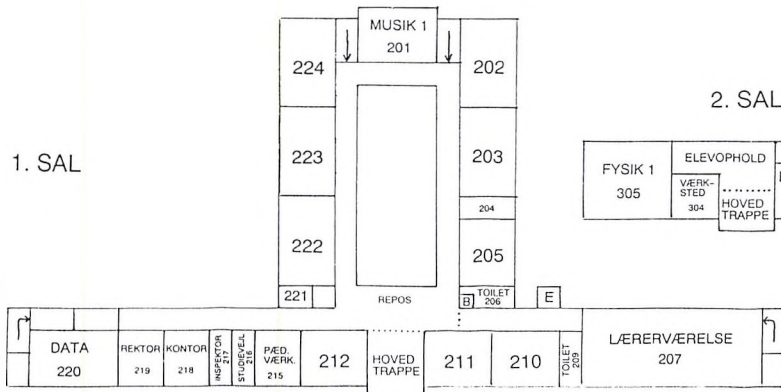 MUSIK 1
201
224
202
2. SAL
1. SAL
223
203
FYSIK 1
305
ELEVOPHOLD
VÆRK-
STED
304
HOVED
TRAPPE
204
222
205
221
REPOS
B
TOILET
206
E
DATA
220
REKTOR
219
KONTOR
218
INSPEKTOR
217
STUDIEVEJL.
216
PÆD.
VÆRK.
215
212
HOVED
TRAPPE
211
210
TOILET
209
LÆRERVÆRELSE
207